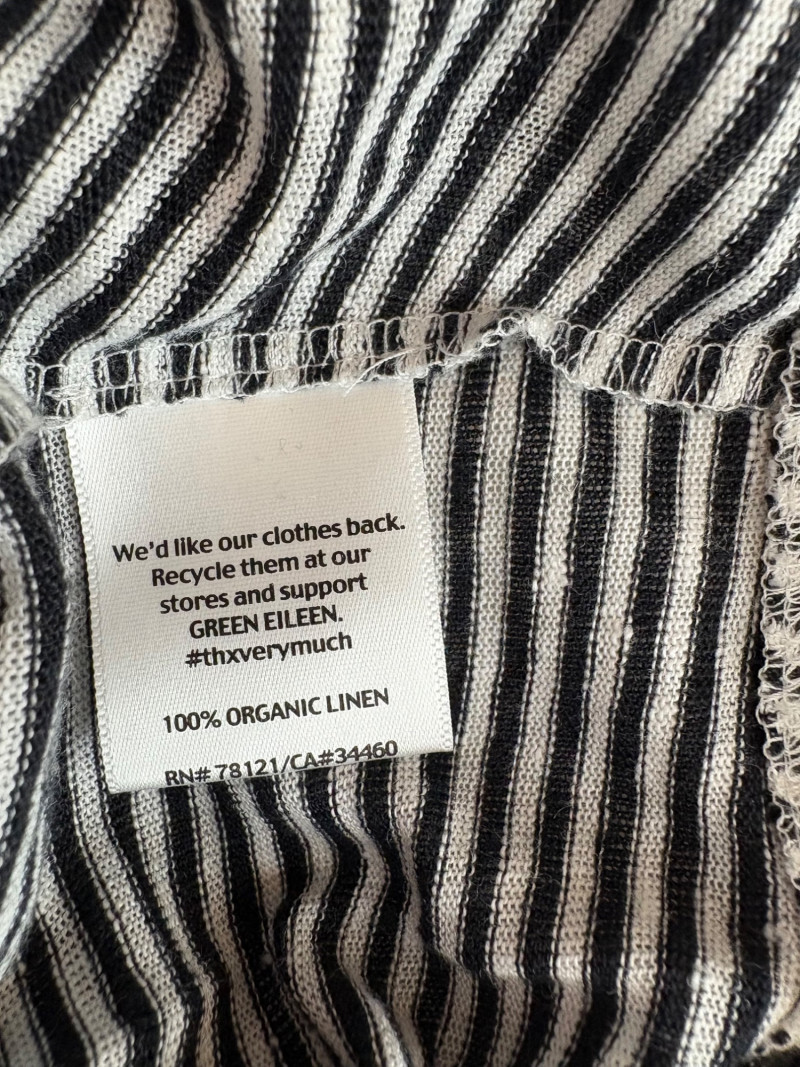 We'd like our clothes back.
Recycle them at our
stores and support
GREEN EILEEN.
#thxverymuch
100% ORGANIC LINEN
RN# 78121/CA#34460